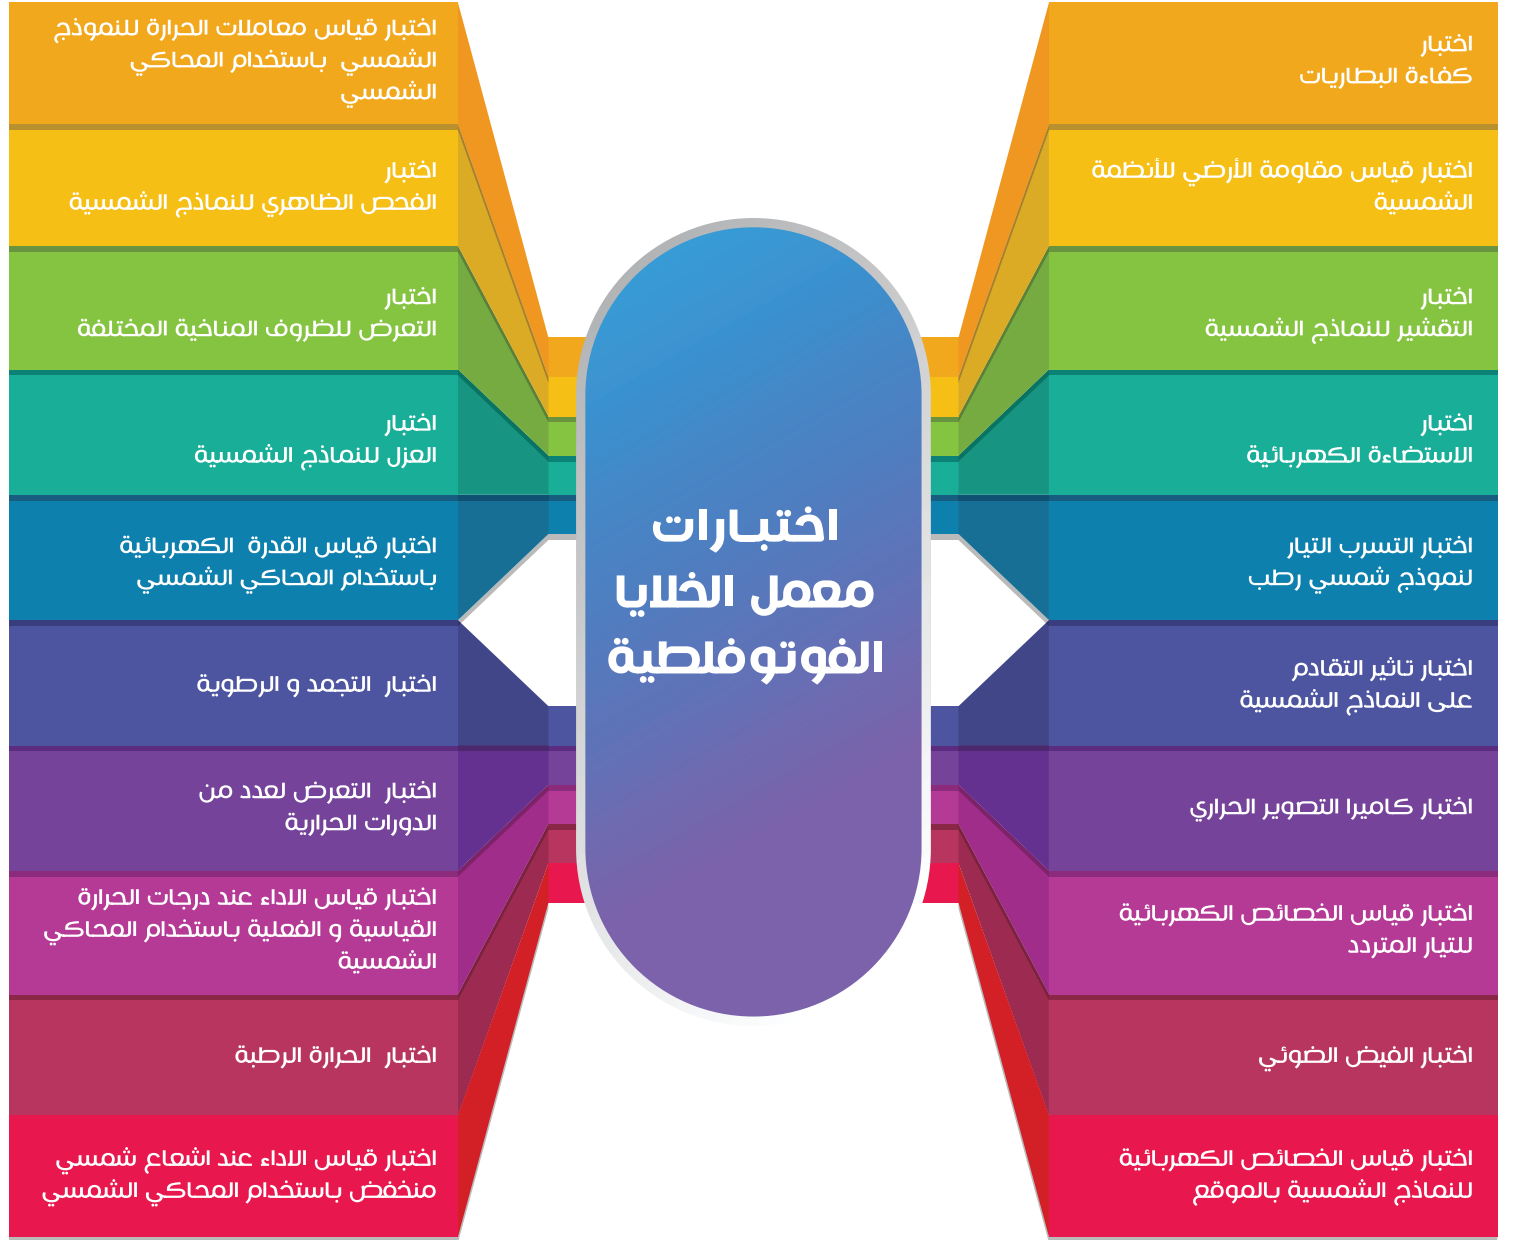 اختبار
كفاءة البطاريات
اختبار قياس مقاومة الأرضي للأنظمة
الشمسية
اختبار
التقشير للنماذج الشمسية
اختبار
الاستضاءة الكهربائية
اختبار التسرب التيار
لنموذج شمسي رطب
اختبار تاثير التقادم
على النماذج الشمسية
اختبار كاميرا التصوير الحراري
اختبار قياس الخصائص الكهربائية
للتيار المتردد
اختبار الفيض الضوئي
اختبار قياس الخصائص الكهربائية
للنماذج الشمسية بالموقع
اختبارات
معمل الخلايا
الفوتوفلطية
اختبار قياس معاملات الحرارة للنموذج
الشمسي باستخدام المحاكي
الشمسي
اختبار
الفحص الظاهري للنماذج الشمسية
اختبار
التعرض للظروف المناخية المختلفة
اختبار
العزل للنماذج الشمسية
اختبار قياس القدرة الكهربائية
باستخدام المحاكي الشمسي
اختبار التجمد و الرطوبة
اختبار التعرض لعدد من
الدورات الحرارية
اختبار قياس الاداء عند درجات الحرارة
القياسية و الفعلية باستخدام المحاكي
الشمسية
اختبار الحرارة الرطبة
اختبار قياس الاداء عند اشعاع شمسي
منخفض باستخدام المحاكي الشمسي